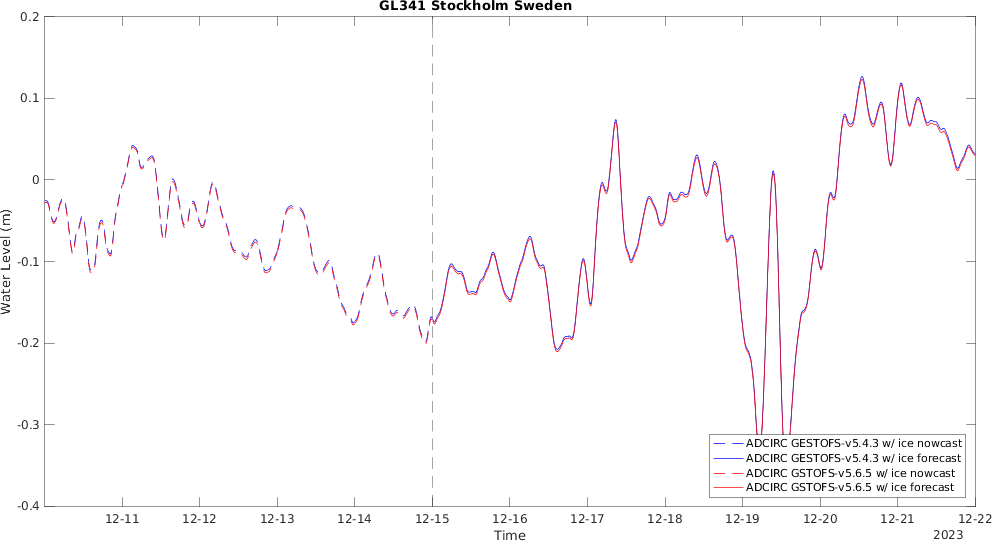 GL341 Stockholm Sweden
0.2
0.1
0
-0.1
-0.2
-0.3
-0.4
Water Level (m)
ADCIRC GESTOFS-v5.4.3 w/ ice nowcast
ADCIRC GESTOFS-v5.4.3 w/ ice forecast
ADCIRC GSTOFS-v5.6.5 w/ ice nowcast
ADCIRC GSTOFS-v5.6.5 w/ ice forecast
12-11 12-12 12-13 12-14 12-15 12-16 12-17 12-18 12-19 12-20 12-21 12-22
Time
2023